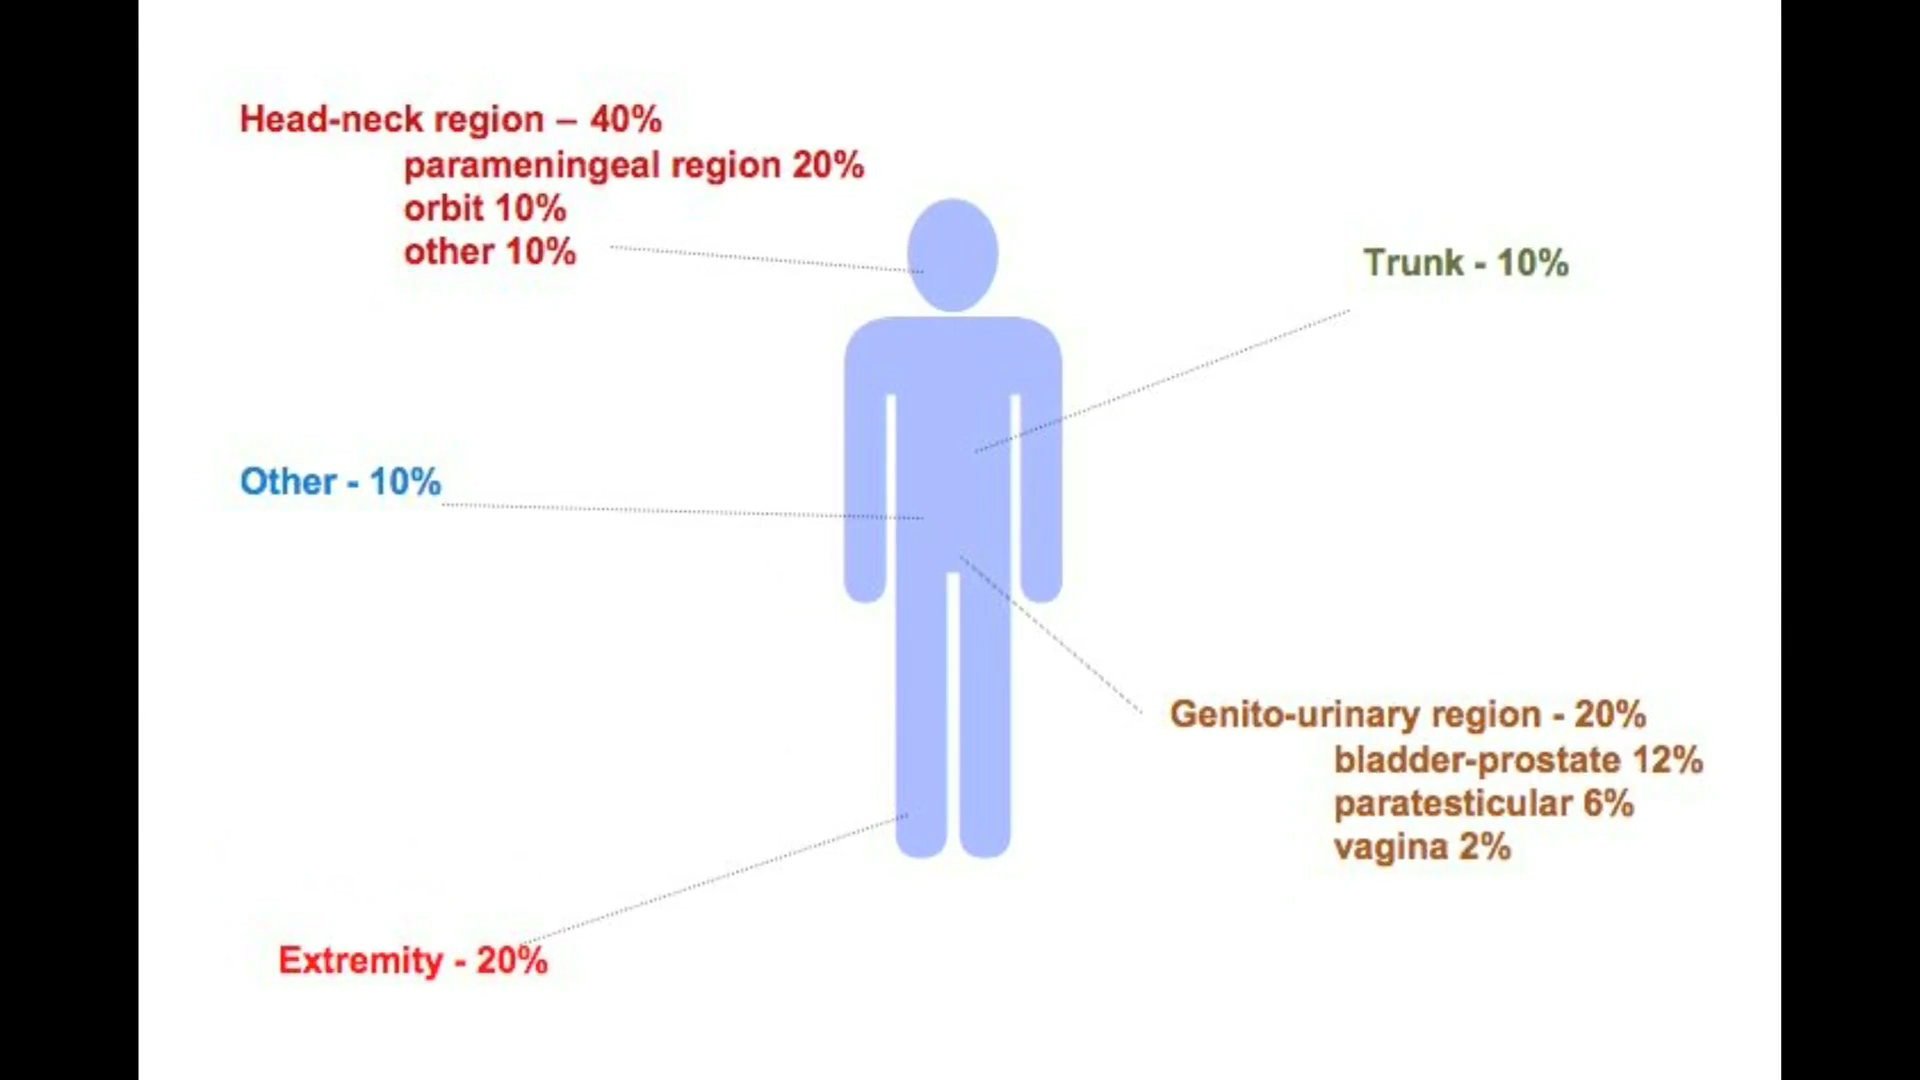 Head-neck region – 40%
parameningeal region 20%
orbit 10%
other 10%
Trunk - 10%
Other - 10%
Genito-urinary region - 20%
bladder-prostate 12%
paratesticular 6%
vagina 2%
Extremity - 20%